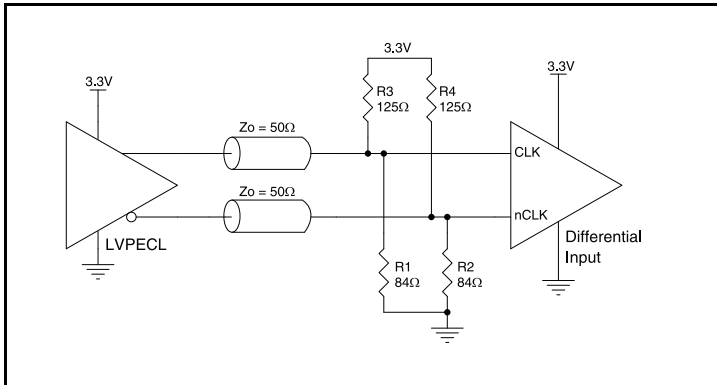 3.3V
3.3V
3.3V
R3
125Ω
R4
125Ω
Zo = 50Ω
CLK
Zo = 50Ω
nCLK
LVPECL
Differential
Input
R1
84Ω
R2
84Ω